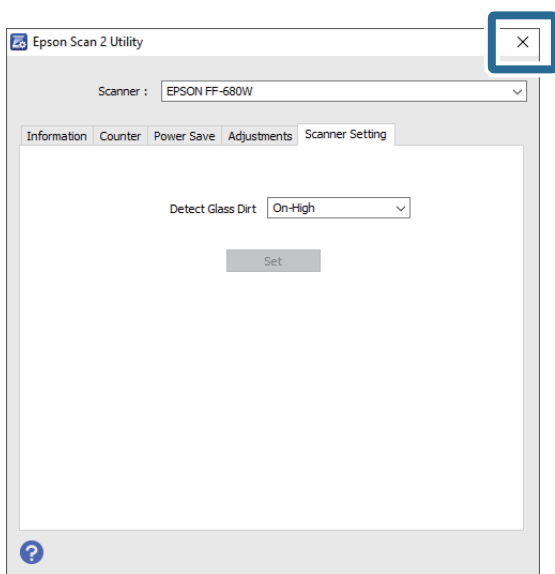 Epson Scan 2 Utility
Scanner : EPSON FF-680W
Information Counter Power Save Adjustments Scanner Setting
Detect Glass Dirt On-High
Set
?